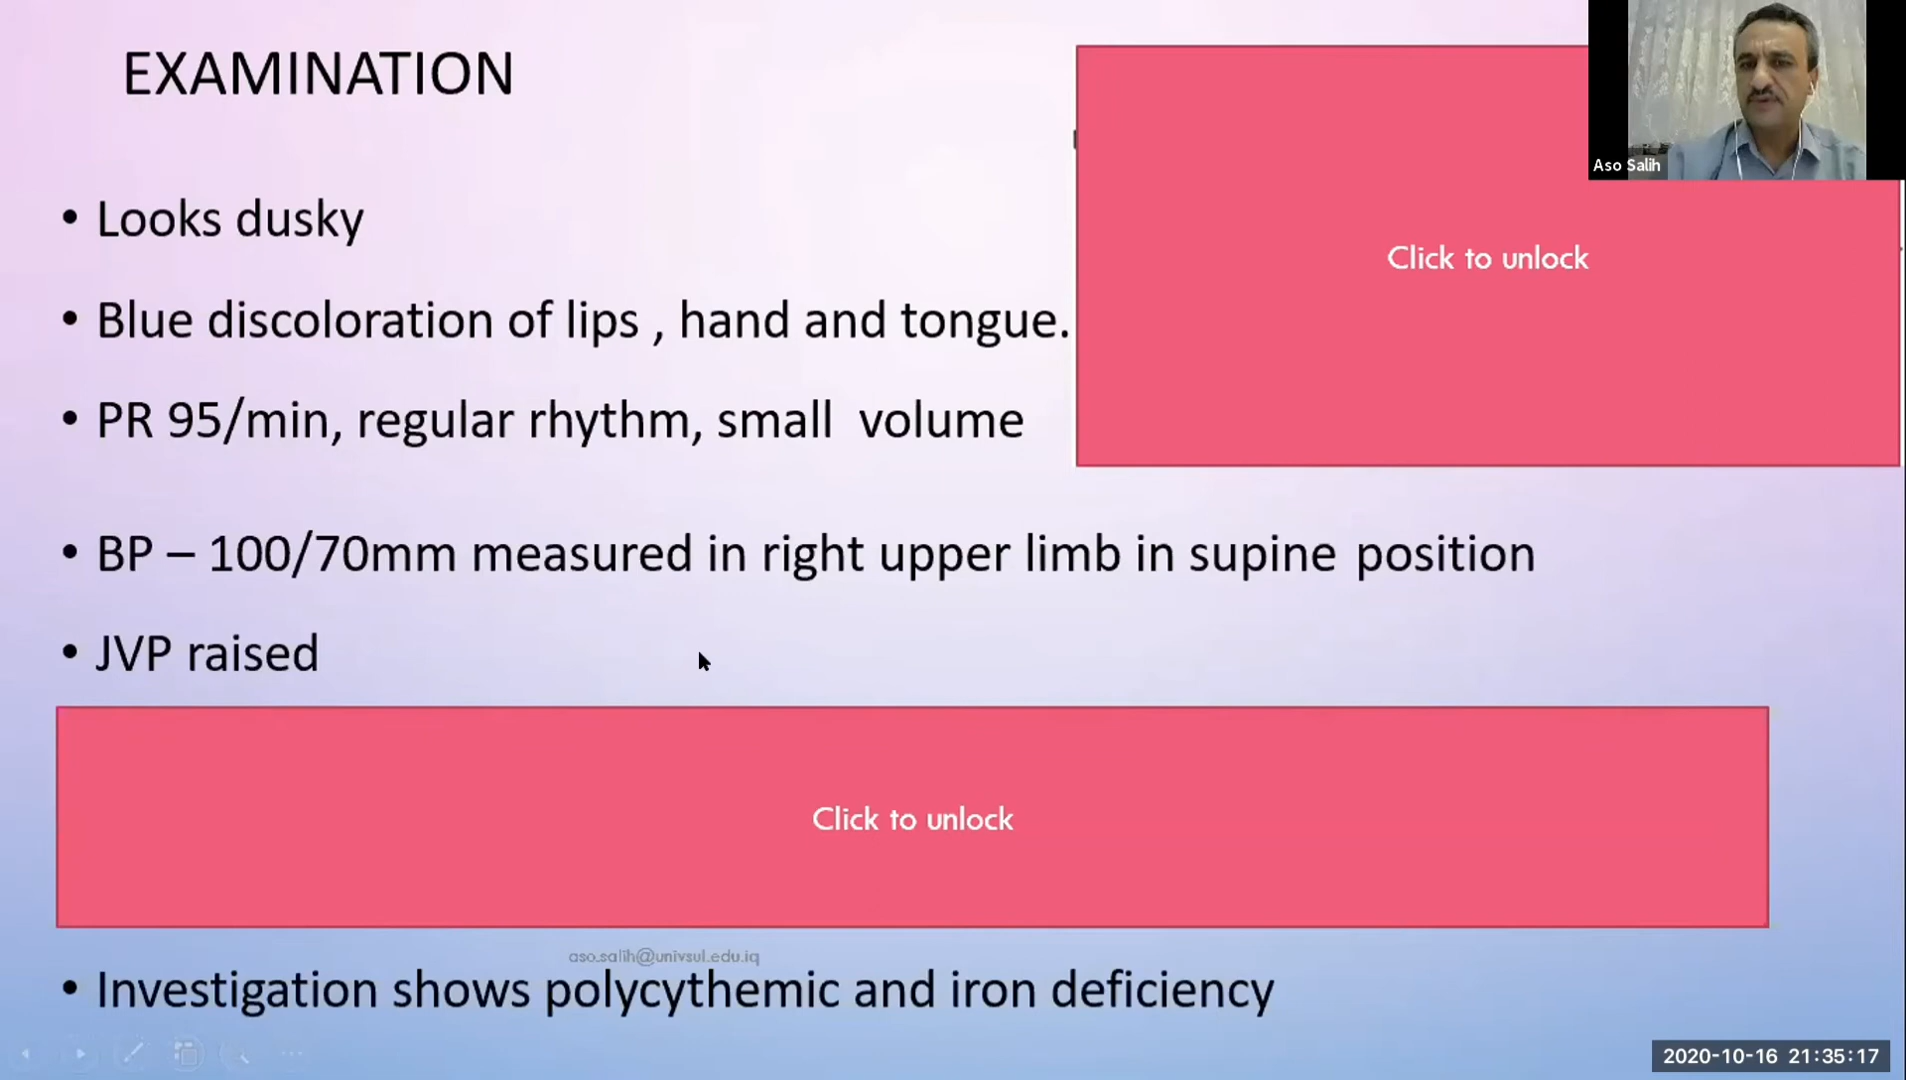 EXAMINATION
Aso Salih
• Looks dusky
Click to unlock
• Blue discoloration of lips , hand and tongue.
• PR 95/min, regular rhythm, small  volume
• BP – 100/70mm measured in right upper limb in supine position
• JVP raised
Click to unlock
aso.salih@univsul.edu.iq
• Investigation shows polycythemic and iron deficiency
2020-10-16 21:35:17